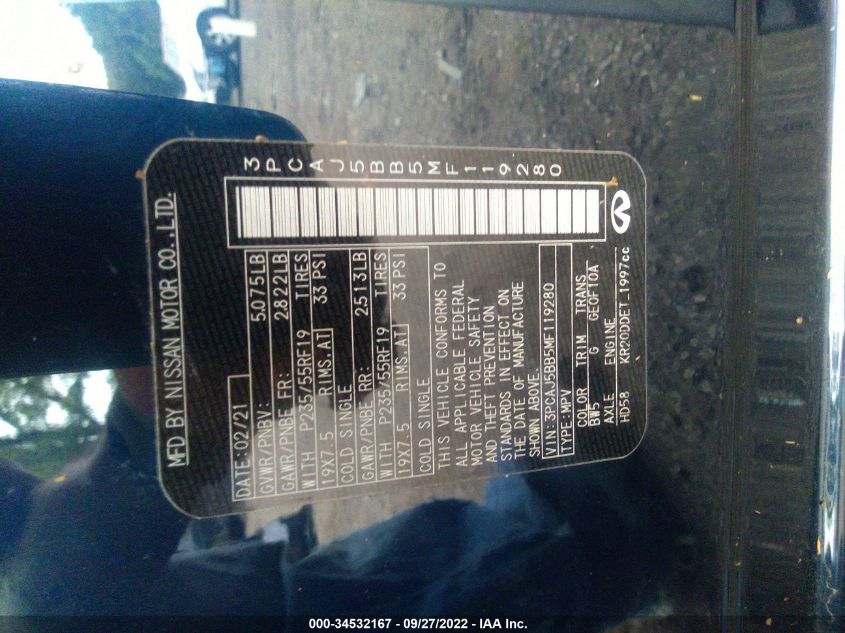 MFD BY NISSAN MOTOR CO.,LTD.
3PCAJ5BB5MF119280
DATE:02/21
GVWR/PNBV: 5075LB
GAWR/PNBE FR: 2822LB
WITH P235/55RF19 TIRES
19X7.5 RIMS.AT 33 PSI
COLD SINGLE
GAWR/PNBE RR: 2513LB
WITH P235/55RF19 TIRES
19X7.5 RIMS.AT 33 PSI
COLD SINGLE
THIS VEHICLE CONFORMS TO
ALL APPLICABLE FEDERAL
MOTOR VEHICLE SAFETY
AND THEFT PREVENTION
STANDARDS IN EFFECT ON
THE DATE OF MANUFACTURE
SHOWN ABOVE.
VIN:3PCAJ5BB5MF119280
TYPE:MPV
COLOR TRIM TRANS
BW5 G GE0F10A
AXLE ENGINE
HD58 KR20DDET 1997cc
000-34532167 - 09/27/2022 - IAA Inc.